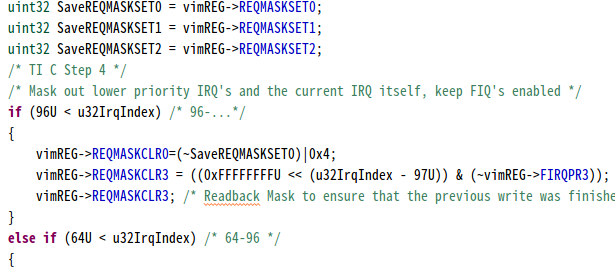 uint32 SaveREQMASKSET0 = vimREG->REQMASKSET0;
uint32 SaveREQMASKSET1 = vimREG->REQMASKSET1;
uint32 SaveREQMASKSET2 = vimREG->REQMASKSET2;
/* TI C Step 4 */
/* Mask out lower priority IRQ's and the current IRQ itself, keep FIQ's enabled */
if (96U < u32IrqIndex) /* 96-...*/
{
vimREG->REQMASKCLR0=(~SaveREQMASKSET0)|0x4;
vimREG->REQMASKCLR3 = ((0xFFFFFFFFU << (u32IrqIndex - 97U)) & (~vimREG->FIRQPR3));
vimREG->REQMASKCLR3; /* Readback Mask to ensure that the previous write was finishe
}
else if (64U < u32IrqIndex) /* 64-96 */
{